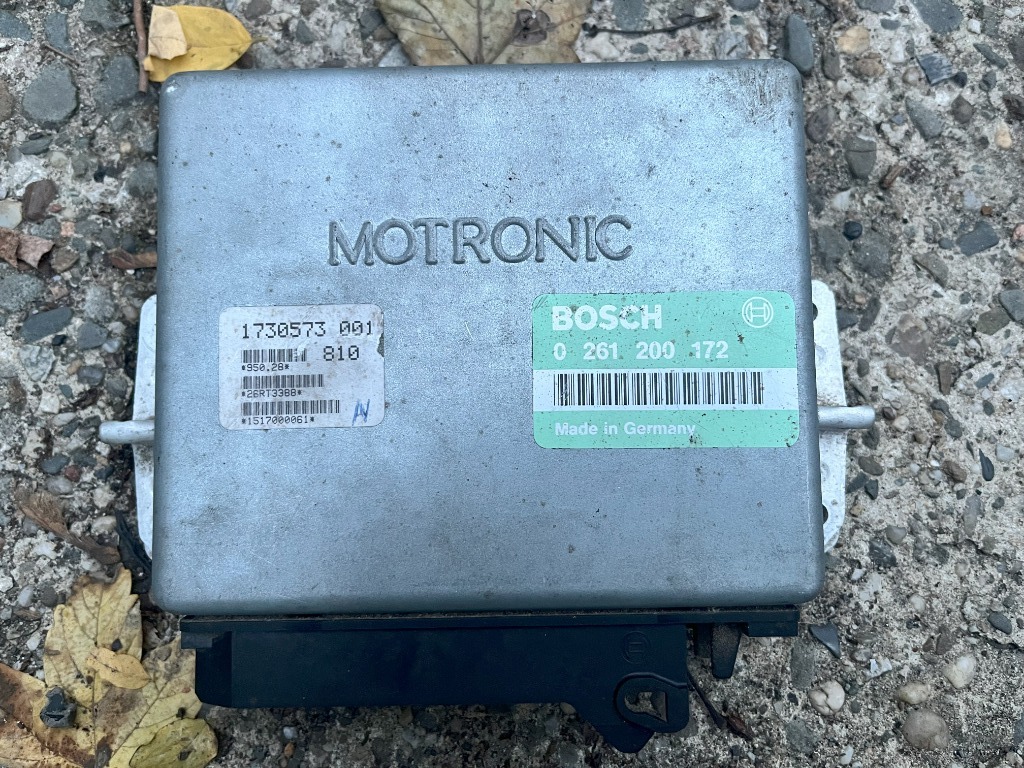 MOTRONIC
1730573 001
810
*950.28*
*26RT3388*
*1517000061*
BOSCH
0 261 200 172
Made in Germany